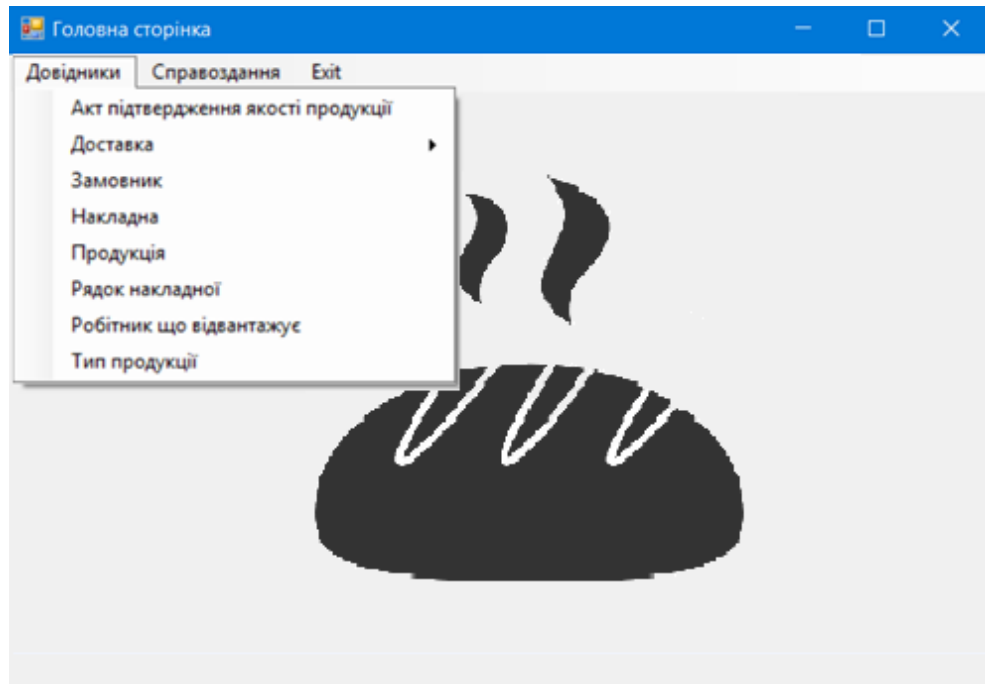 Головна сторінка
Довідники Справоздання Exit
Акт підтвердження якості продукції
Доставка
Замовник
Накладна
Продукція
Рядок накладної
Робітник що відвантажує
Тип продукції